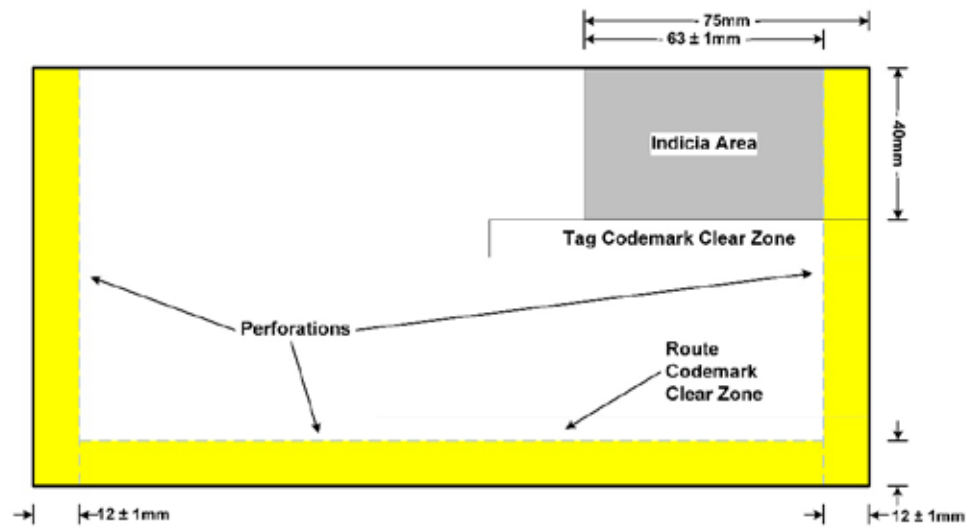 75mm
63 ± 1mm
Indicia Area
40mm
Tag Codemark Clear Zone
Perforations
Route
Codemark
Clear Zone
12 ± 1mm
12 ± 1mm